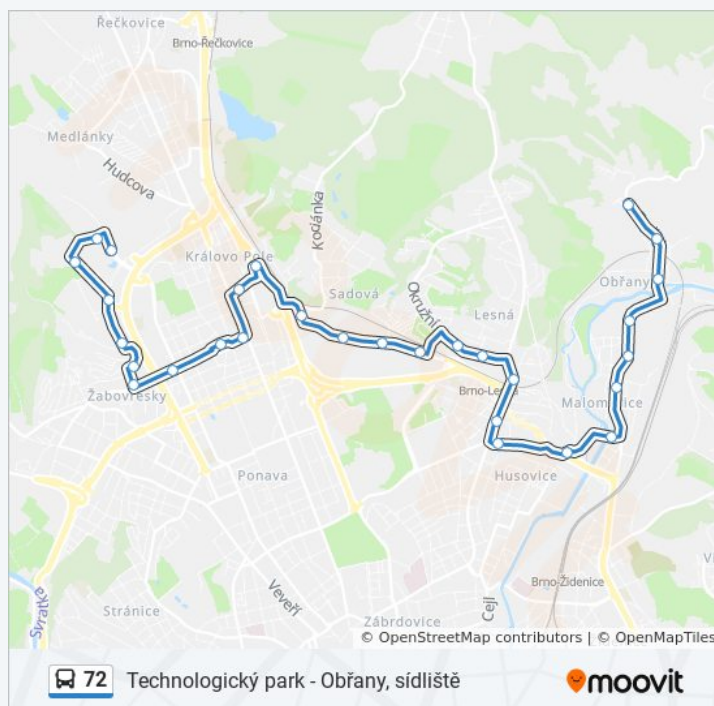 Řečkovice
Brno-Řečkovice
Medlánky
Hudcova
Kociánka
Královo Pole
Obřany
Sadová
Okružní
Lesná
Žabovřesky
Brno-Le
Malom ice
Ponava
Husovice
Veveří
Cejl
Brno-Židenice
Svratka
Stránice
Zábrdovice
© OpenStreetMap contributors | © OpenMapTiles
72 Technologický park - Obřany, sídliště
moovit